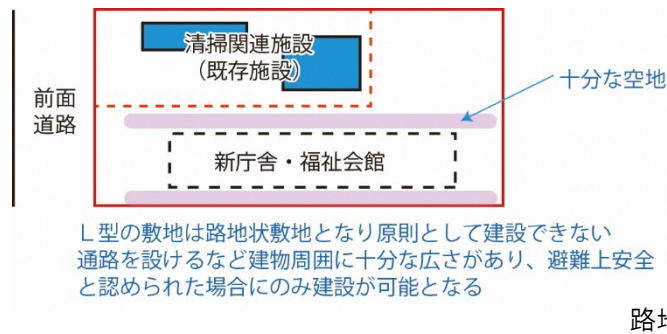 清掃関連施設
（既存施設）
十分な空地
前面
道路
新庁舎・福祉会館
Ｌ型の敷地は路地状敷地となり原則として建設できない
通路を設けるなど建物周囲に十分な広さがあり、避難上安全
と認められた場合にのみ建設が可能となる
路地